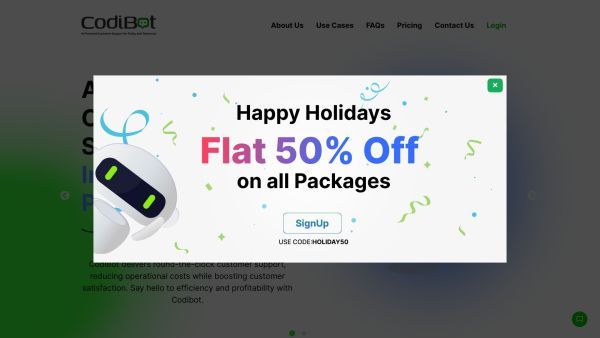 CodiBot
About Us Use Cases FAQs Pricing Contact Us Login
Happy Holidays
Flat 50% Off
on all Packages
SignUp
USE CODE:HOLIDAY50
Codibot delivers round-the-clock customer support,
reducing operational costs while boosting customer
satisfaction. Say hello to efficiency and profitability with
Codibot.